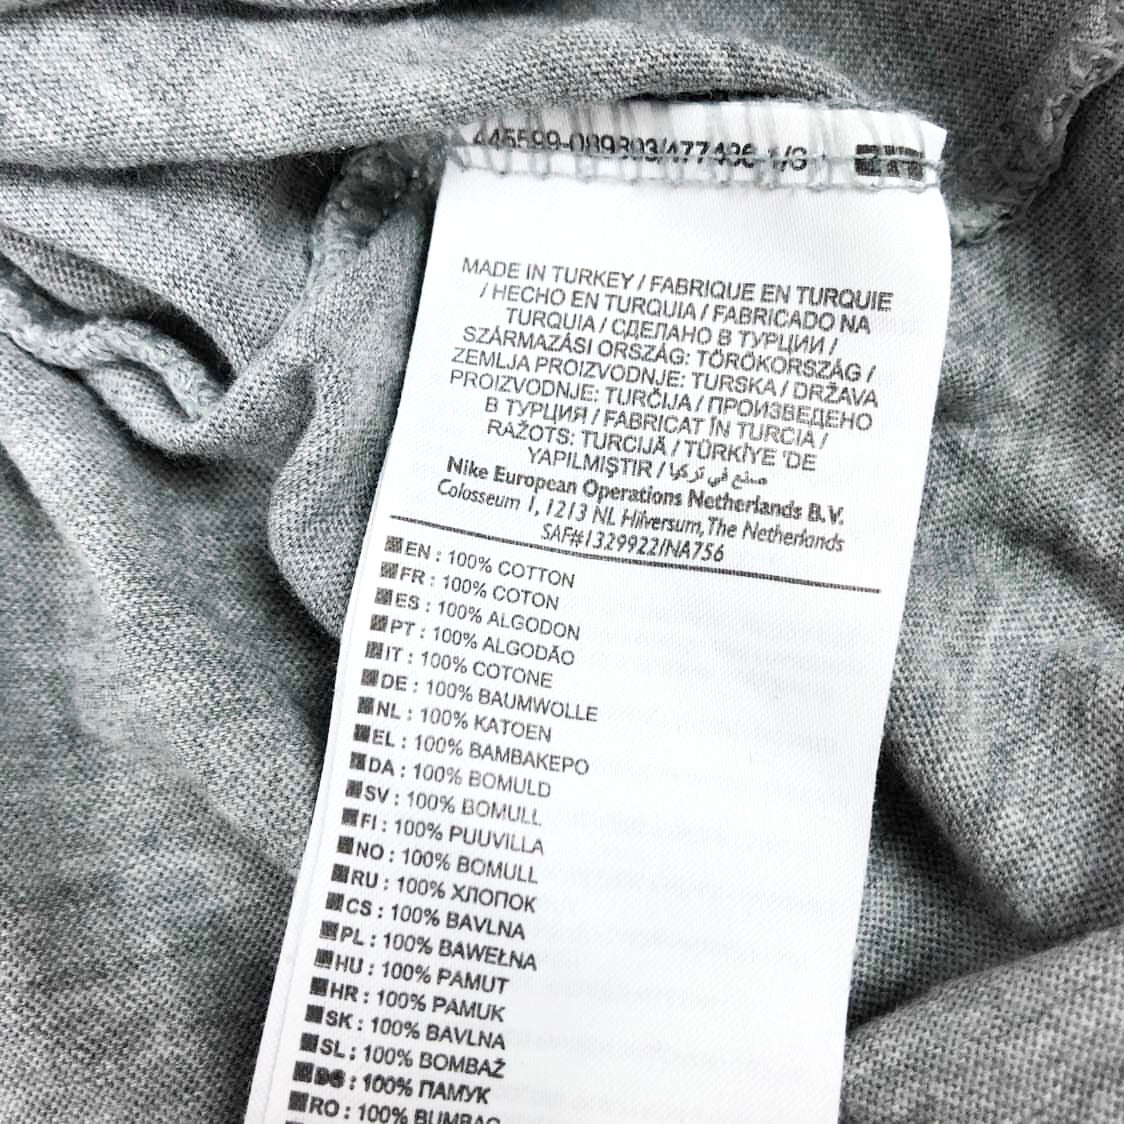 MADE IN TURKEY / FABRIQUE EN TURQUIE
/ HECHO EN TURQUIA / FABRICADO NA
TURQUIA / СДЕЛАНО В ТУРЦИИ /
SZÁRMAZÁSI ORSZÁG: TÖRÖKORSZÁG /
ZEMLJA PROIZVODNJE: TURSKA / DRŽAVA
PROIZVODNJE: TURČIJA / ПРОИЗВЕДЕНО
В ТУРЦИЯ / FABRICAT ÎN TURCIA /
RAŽOTS: TURCIJĀ / TÜRKİYE 'DE
YAPILMIŞTIR / صنع في تركيا
Nike European Operations Netherlands B.V.
Colosseum 1, 1213 NL Hilversum, The Netherlands
SAF#1329922/NA756
EN : 100% COTTON
FR : 100% COTON
ES : 100% ALGODON
PT : 100% ALGODÃO
IT : 100% COTONE
DE : 100% BAUMWOLLE
NL : 100% KATOEN
EL : 100% ΒΑΜΒΑΚΕΡΟ
DA : 100% BOMULD
SV : 100% BOMULL
FI : 100% PUUVILLA
NO : 100% BOMULL
RU : 100% ХЛОПОК
CS : 100% BAVLNA
PL : 100% BAWEŁNA
HU : 100% PAMUT
HR : 100% PAMUK
SK : 100% BAVLNA
SL : 100% BOMBAŽ
: 100% ПАМУК
RO : 100% BUMBAC